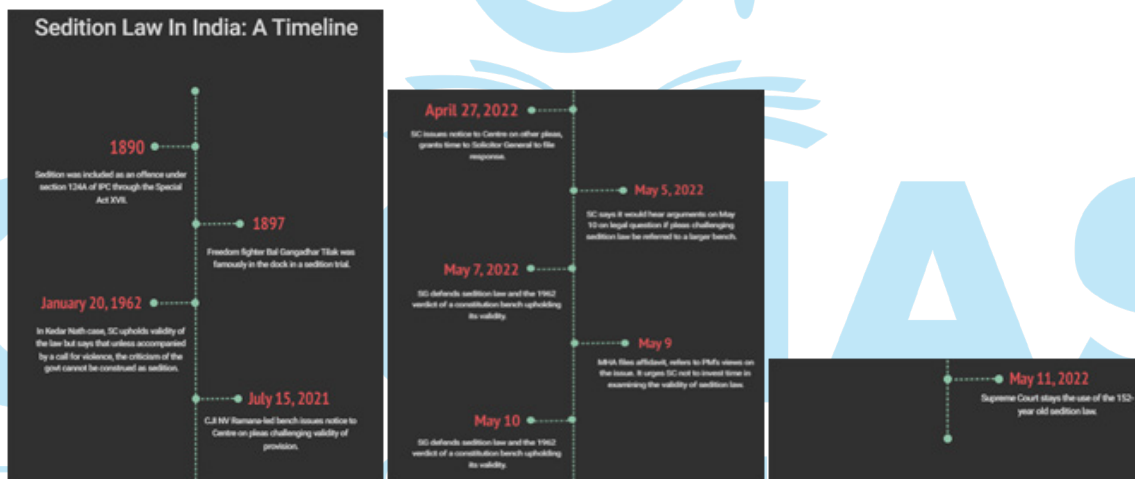 Sedition Law In India: A Timeline
1890
Sedition was included as an offence under
section 124A of IPC through the Special
Act XVII.
1897
Freedom fighter Bal Gangadhar Tilak was
famously in the dock in a sedition trial.
January 20, 1962
In Kedar Nath case, SC upholds validity of
the law but says that unless accompanied
by a call for violence, the criticism of the
govt cannot be construed as sedition.
July 15, 2021
CJI NV Ramana-led bench issues notice to
Centre on pleas challenging validity of
provision.
April 27, 2022
SC issues notice to Centre on other pleas,
grants time to Solicitor General to file
response.
May 5, 2022
SC says it would hear arguments on May
10 on legal question if pleas challenging
sedition law be referred to a larger bench.
May 7, 2022
SG defends sedition law and the 1962
verdict of a constitution bench upholding
its validity.
May 9
MHA files affidavit, refers to PM's views on
the issue. It urges SC not to invest time in
examining the validity of sedition law.
May 10
SG defends sedition law and the 1962
verdict of a constitution bench upholding
its validity.
May 11, 2022
Supreme Court stays the use of the 152-
year old sedition law.
IAS